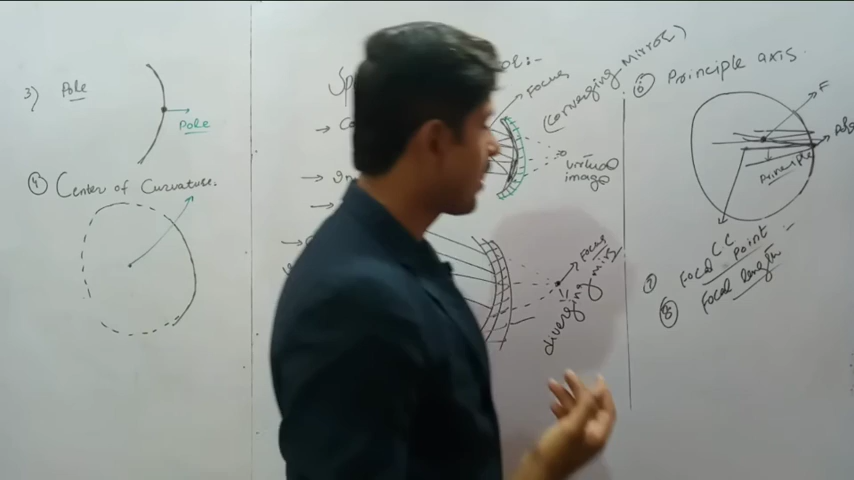 3) Pole
Pole
④ Center of Curvature.
Sp
Focus
(converging mirror)
virtual
image
Focus
diverging
⑥ Principle axis.
F
Pole
Principle
CC
⑦ Focal Point
⑧ Focal length